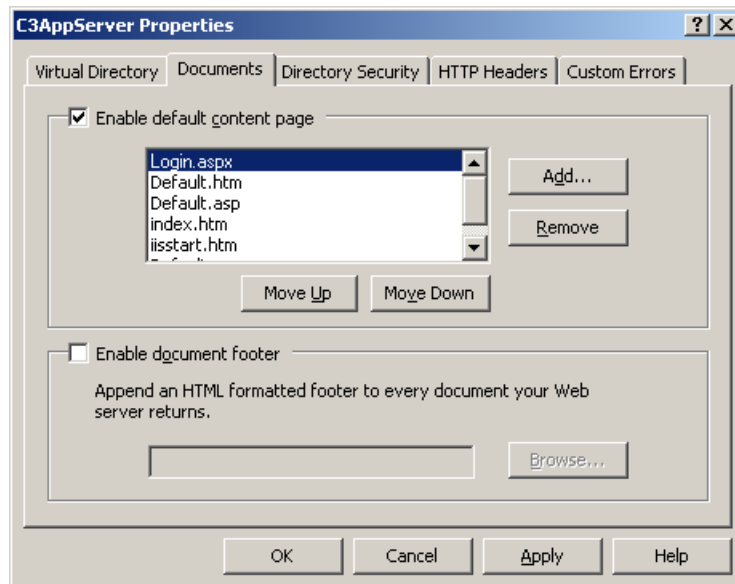 C3AppServer Properties
Virtual Directory Documents Directory Security HTTP Headers Custom Errors
Enable default content page
Login.aspx
Default.htm
Default.asp
index.htm
iisstart.htm
Add...
Remove
Move Up Move Down
Enable document footer
Append an HTML formatted footer to every document your Web
server returns.
Browse...
OK Cancel Apply Help